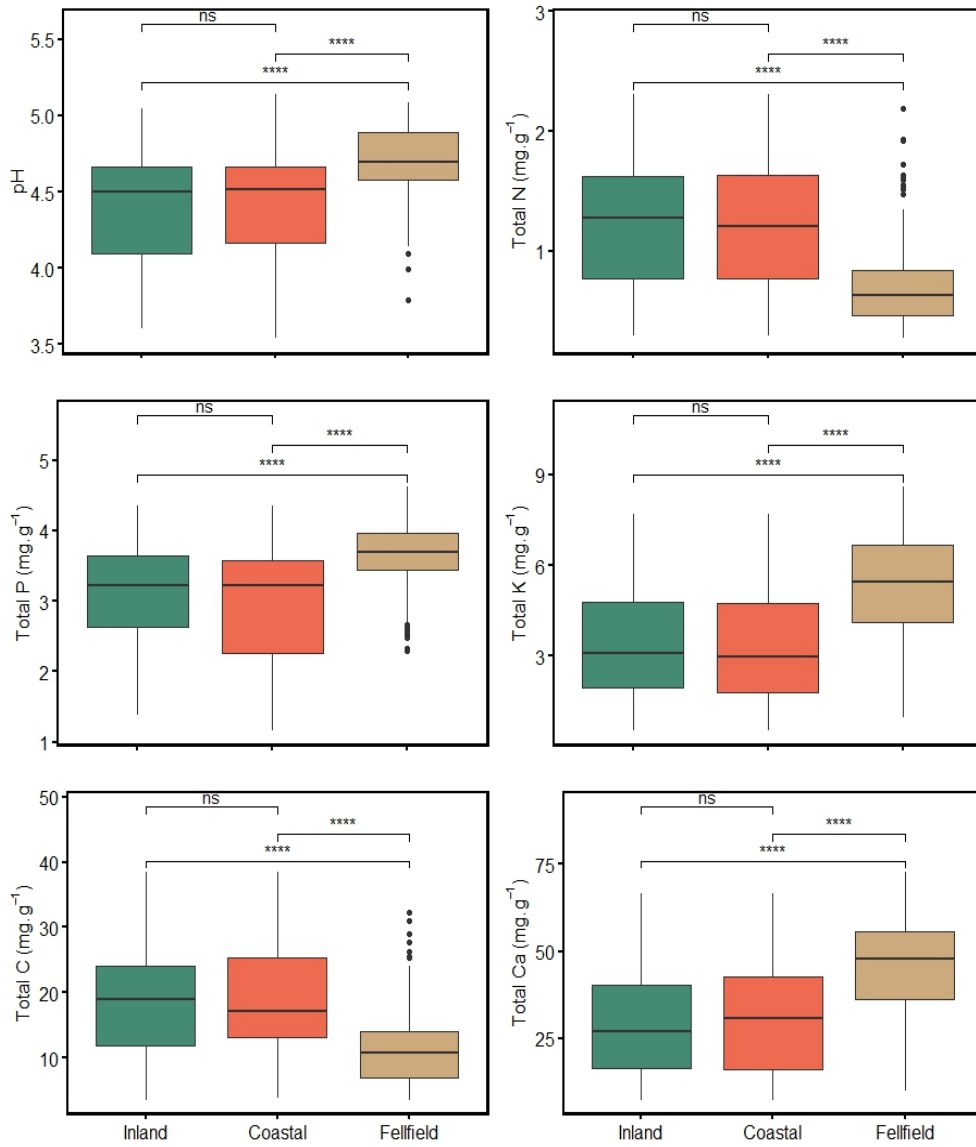 ns
****
****
5.5
5.0
4.5
4.0
3.5
pH
ns
****
****
3
2
1
Total N (mg.g⁻¹)
ns
****
****
5
4
3
2
1
Total P (mg.g⁻¹)
ns
****
****
9
6
3
Total K (mg.g⁻¹)
ns
****
****
50
40
30
20
10
Total C (mg.g⁻¹)
Inland Coastal Fellfield
ns
****
****
75
50
25
Total Ca (mg.g⁻¹)
Inland Coastal Fellfield